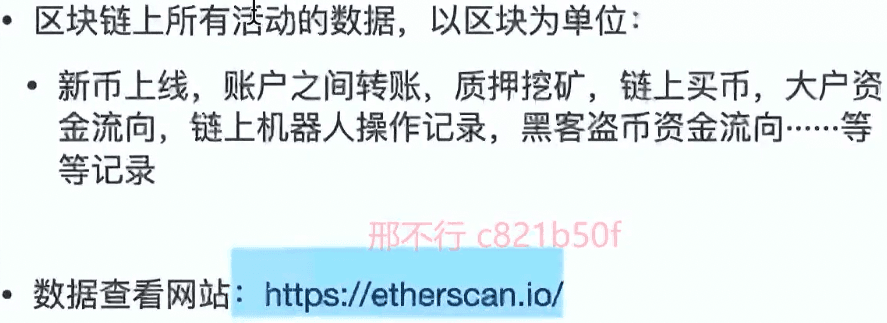 • 区块链上所有活动的数据，以区块为单位：
• 新币上线，账户之间转账，质押挖矿，链上买币，大户资
金流向，链上机器人操作记录，黑客盗币资金流向……等
等记录
邢不行 c821b50f
• 数据查看网站：https://etherscan.io/